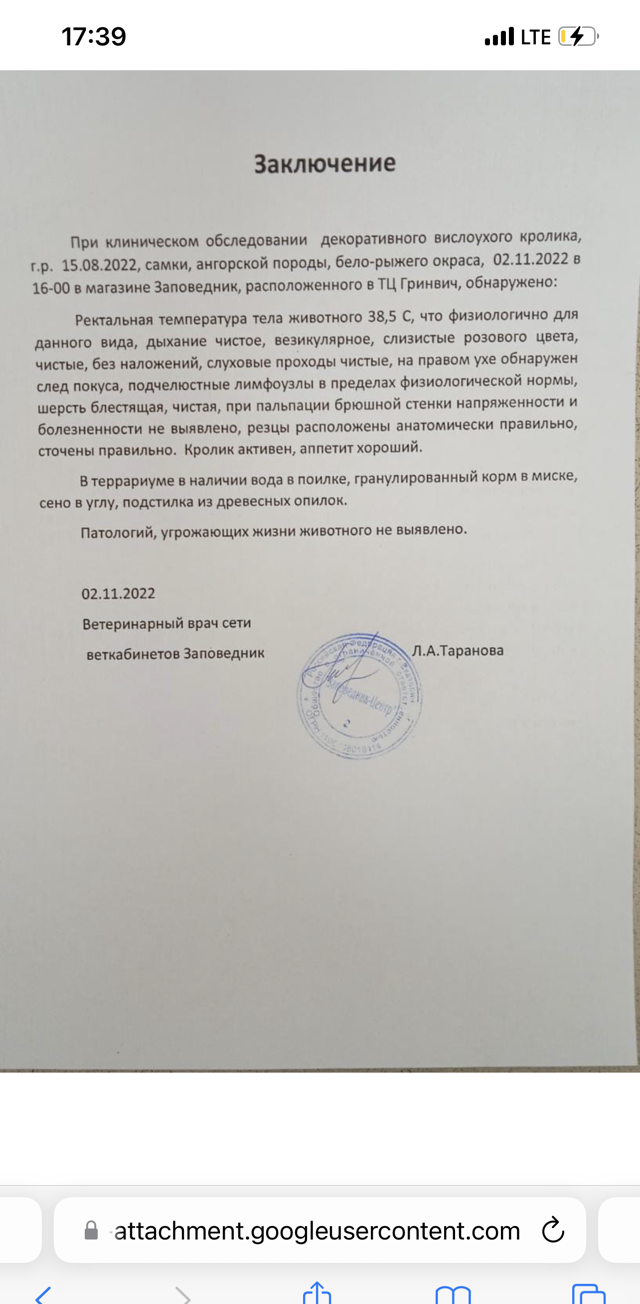 17:39
LTE
Заключение
При клиническом обследовании декоративного вислоухого кролика,
г.р. 15.08.2022, самки, ангорской породы, бело-рыжего окраса, 02.11.2022 в
16-00 в магазине Заповедник, расположенного в ТЦ Гринвич, обнаружено:
Ректальная температура тела животного 38,5 С, что физиологично для
данного вида, дыхание чистое, везикулярное, слизистые розового цвета,
чистые, без наложений, слуховые проходы чистые, на правом ухе обнаружен
след покуса, подчелюстные лимфоузлы в пределах физиологической нормы,
шерсть блестящая, чистая, при пальпации брюшной стенки напряженности и
болезненности не выявлено, резцы расположены анатомически правильно,
сточены правильно. Кролик активен, аппетит хороший.
В террариуме в наличии вода в поилке, гранулированный корм в миске,
сено в углу, подстилка из древесных опилок.
Патологий, угрожающих жизни животного не выявлено.
02.11.2022
Ветеринарный врач сети
веткабинетов Заповедник
Л.А.Таранова
Российская Федерация г.
Заповедник-Центр
2
-attachment.googleusercontent.com